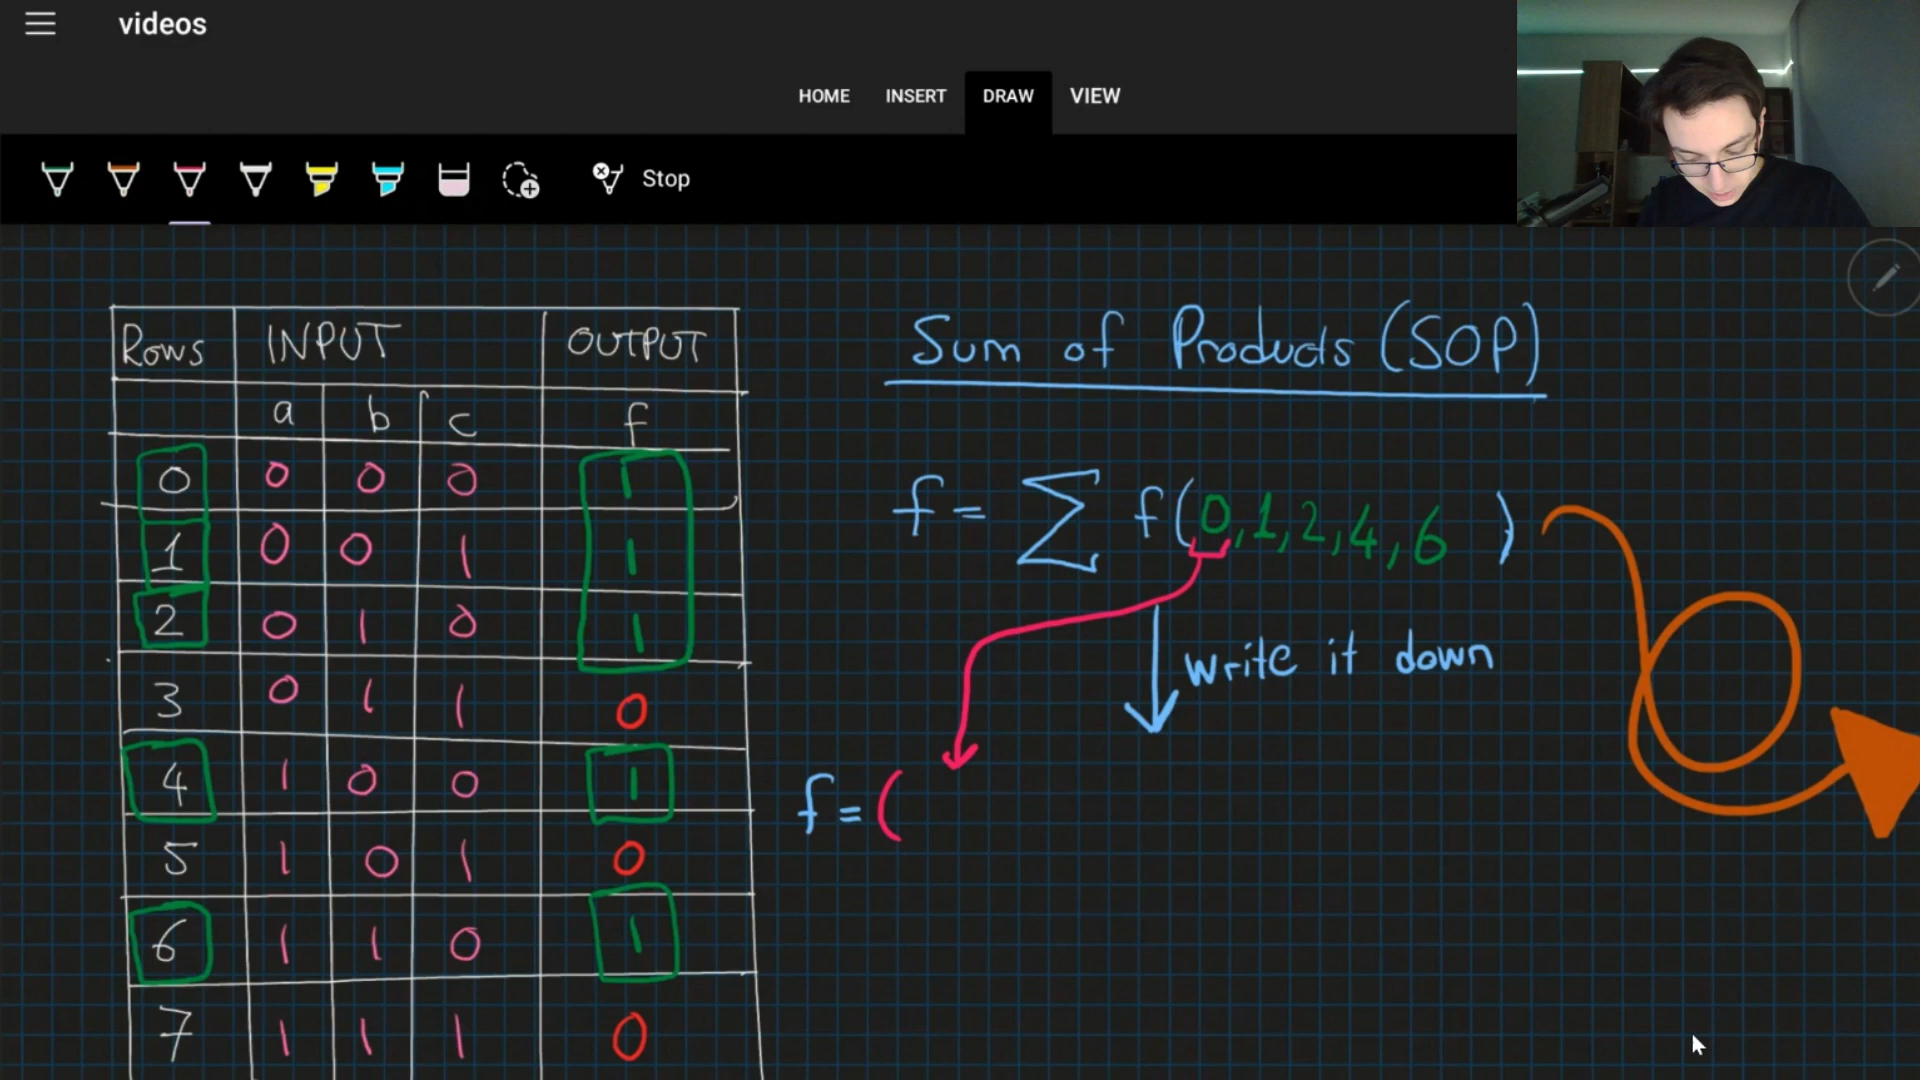 videos
HOME INSERT DRAW VIEW
Stop
Rows INPUT OUTPUT
a b c f
0 0 0 0 1
1 0 0 1 1
2 0 1 0 1
3 0 1 1 0
4 1 0 0 1
5 1 0 1 0
6 1 1 0 1
7 1 1 1 0
Sum of Products (SOP)
f = ∑ f(0,1,2,4,6 )
write it down
f = (